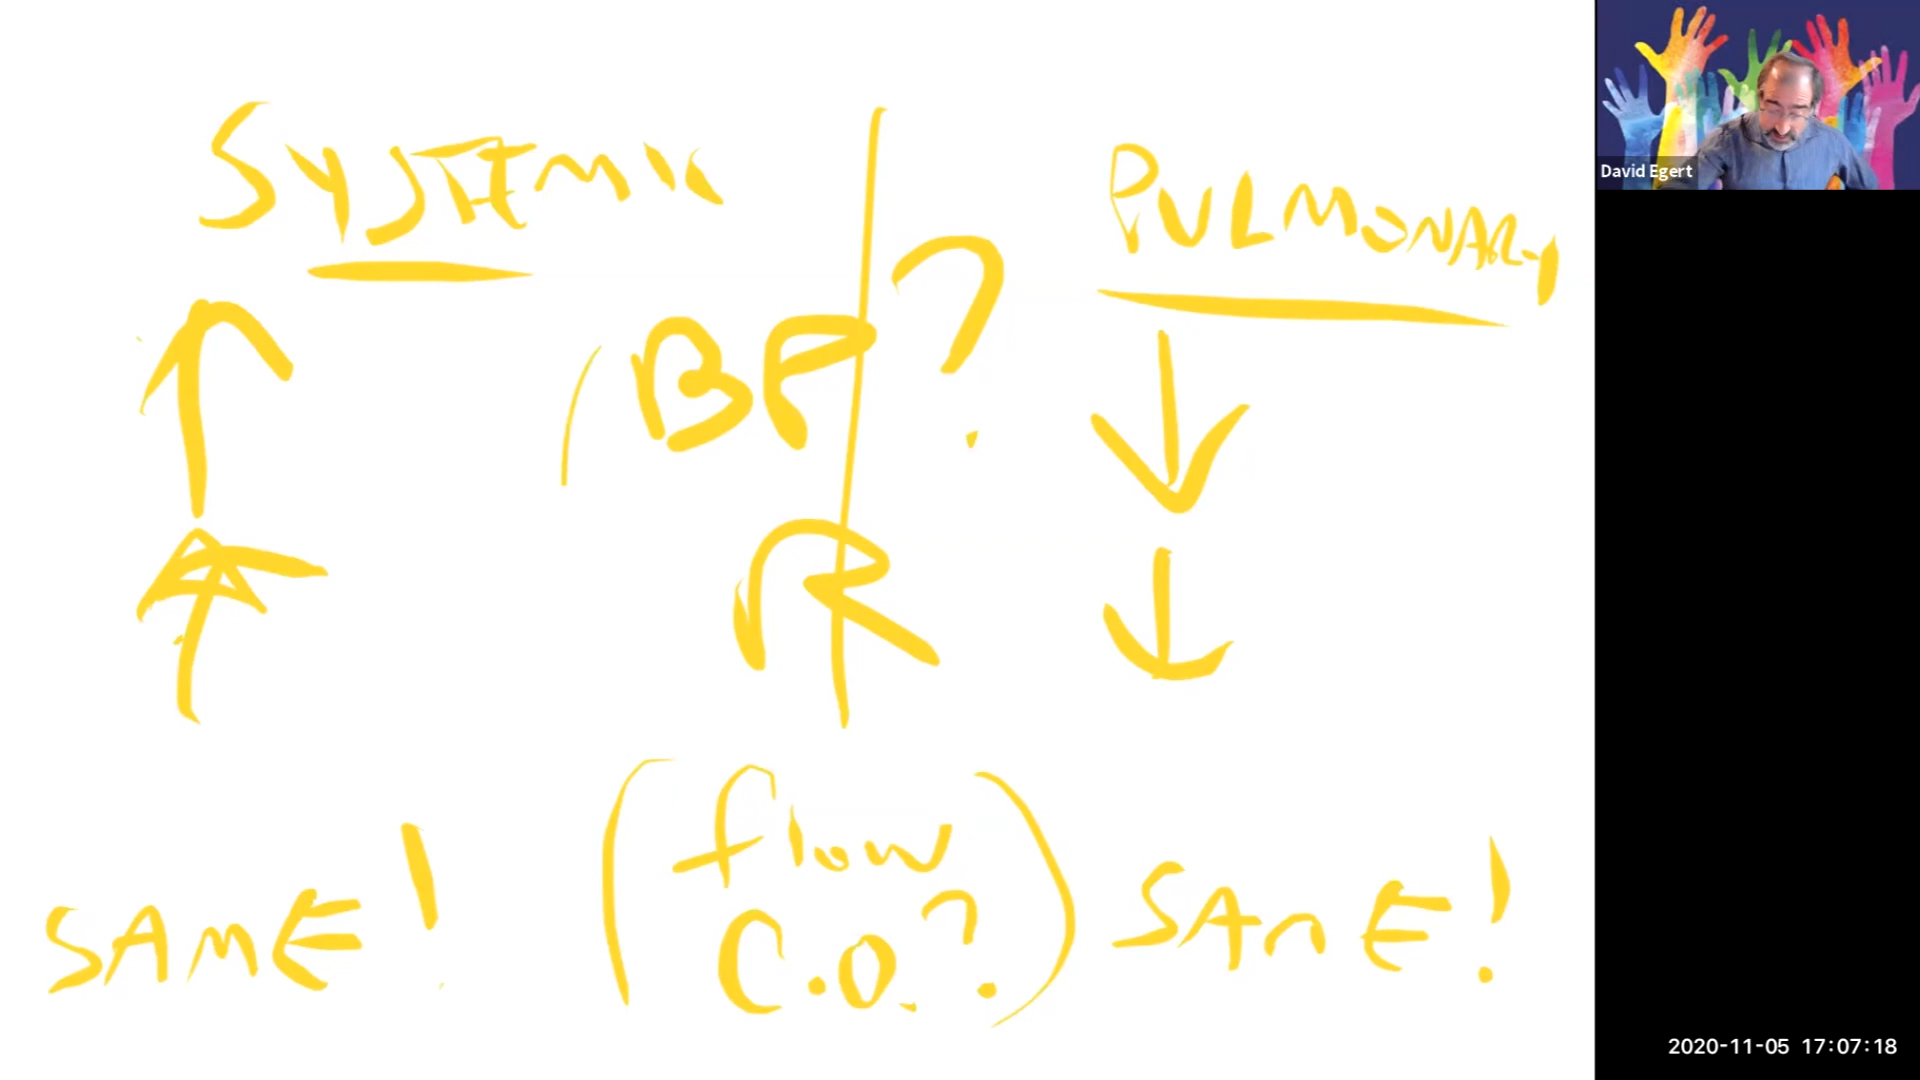 SYSTEMIC
PULMONARY
BP ?
R
(flow
C.O.?)
SAME!
SAME!
David Egert
2020-11-05 17:07:18